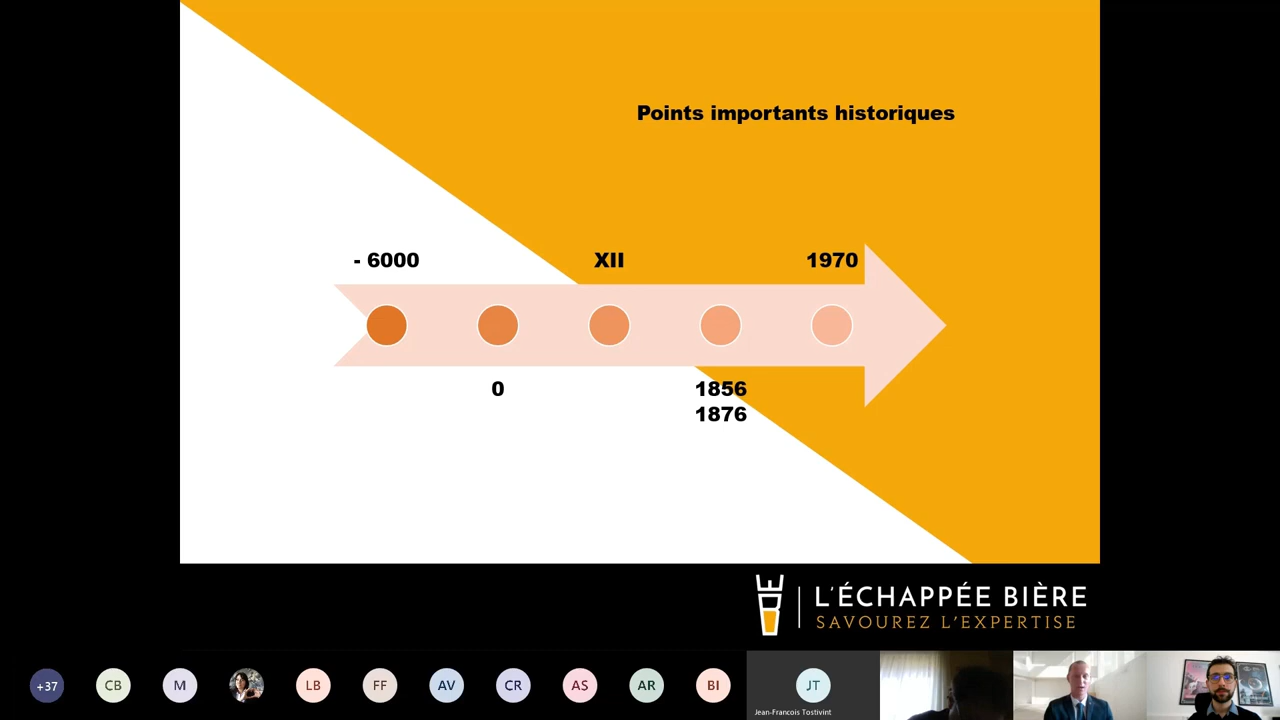 Points importants historiques
- 6000
XII
1970
0
1856
1876
L'ÉCHAPPÉE BIÈRE
SAVOUREZ L'EXPERTISE
+37
CB
M
LB
FF
AV
CR
AS
AR
BI
JT
Jean-Francois Tostivint